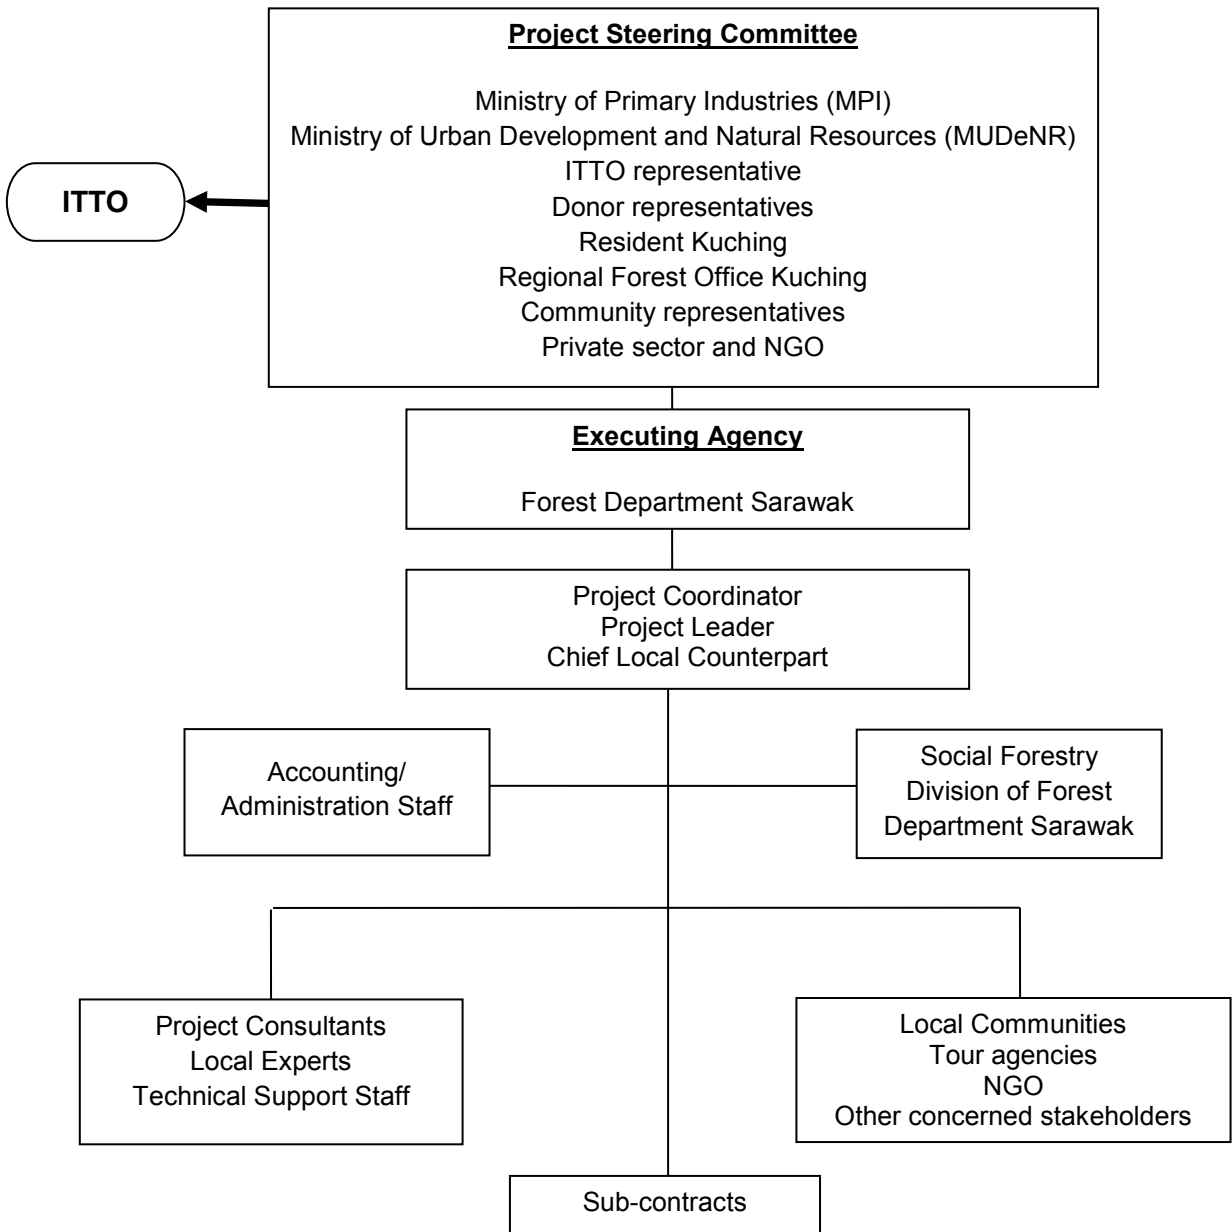 Project Steering Committee
Ministry of Primary Industries (MPI)
Ministry of Urban Development and Natural Resources (MUDeNR)
ITTO representative
Donor representatives
Resident Kuching
Regional Forest Office Kuching
Community representatives
Private sector and NGO
ITTO
Executing Agency
Forest Department Sarawak
Project Coordinator
Project Leader
Chief Local Counterpart
Accounting/
Administration Staff
Social Forestry
Division of Forest
Department Sarawak
Project Consultants
Local Experts
Technical Support Staff
Local Communities
Tour agencies
NGO
Other concerned stakeholders
Sub-contracts